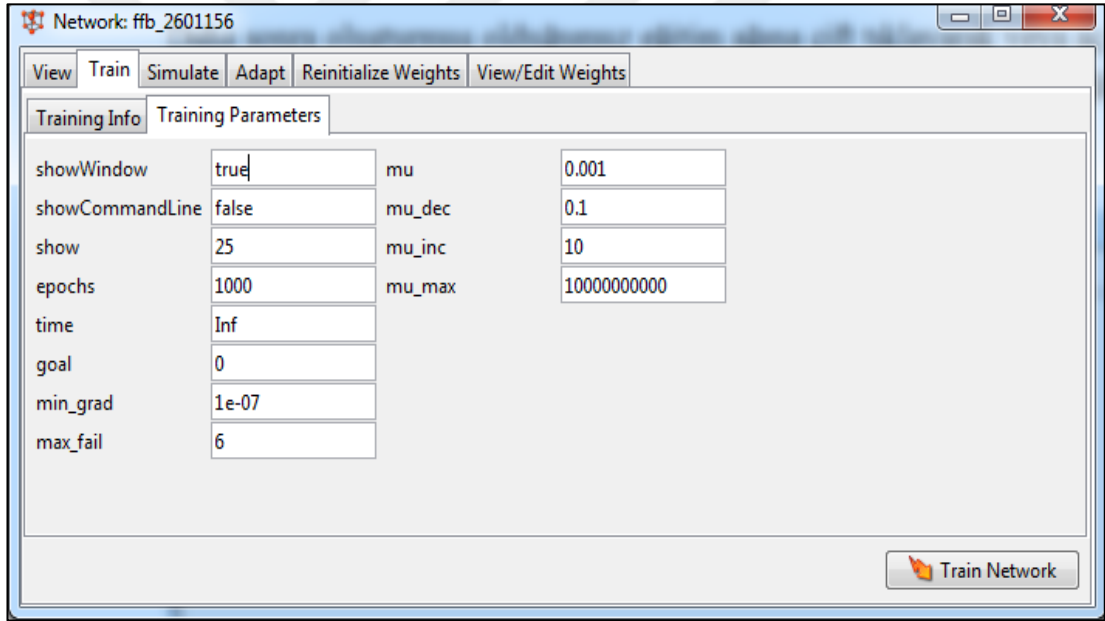 Network: ffb_2601156
View Train Simulate Adapt Reinitialize Weights View/Edit Weights
Training Info Training Parameters
showWindow true mu 0.001
showCommandLine false mu_dec 0.1
show 25 mu_inc 10
epochs 1000 mu_max 10000000000
time Inf
goal 0
min_grad 1e-07
max_fail 6
Train Network